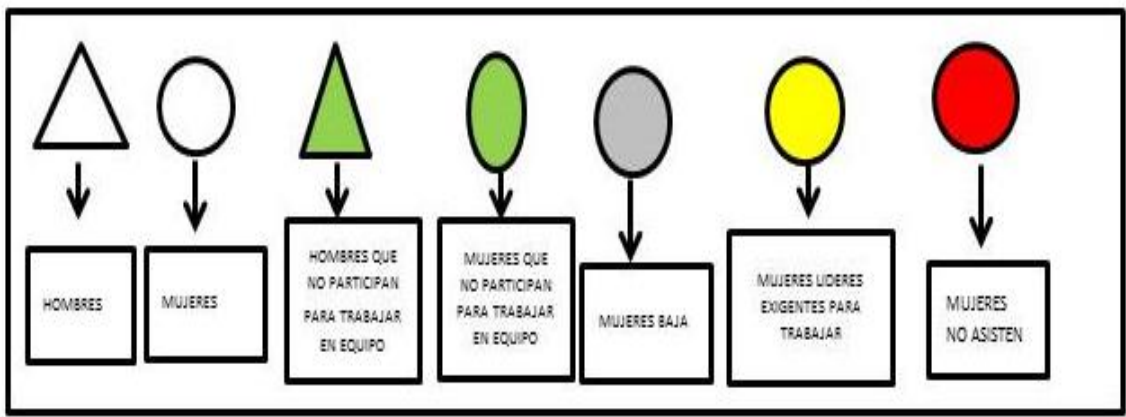 HOMBRES
MUJERES
HOMBRES QUE
NO PARTICIPAN
PARA TRABAJAR
EN EQUIPO
MUJERES QUE
NO PARTICIPAN
PARA TRABAJAR
EN EQUIPO
MUJERES BAJA
MUJERES LIDERES
EXIGENTES PARA
TRABAJAR
MUJERES
NO ASISTEN